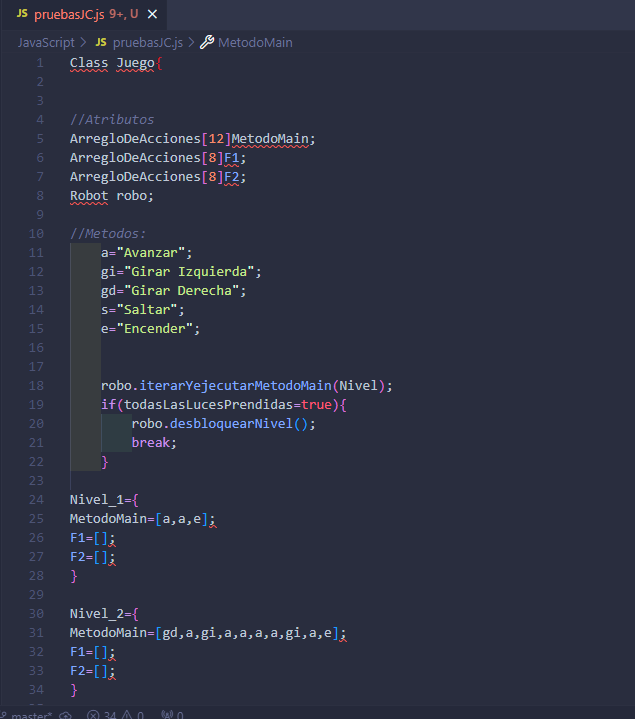 JS pruebasJC.js 9+, U ×
JavaScript > JS pruebasJC.js > MetodoMain
1 Class Juego{
2
3
4 //Atributos
5 ArregloDeAcciones[12]MetodoMain;
6 ArregloDeAcciones[8]F1;
7 ArregloDeAcciones[8]F2;
8 Robot robo;
9
10 //Metodos:
11 a="Avanzar";
12 gi="Girar Izquierda";
13 gd="Girar Derecha";
14 s="Saltar";
15 e="Encender";
16
17
18 robo.iterarYejecutarMetodoMain(Nivel);
19 if(todasLasLucesPrendidas=true){
20 robo.desbloquearNivel();
21 break;
22 }
23
24 Nivel_1={
25 MetodoMain=[a,a,e];
26 F1=[];
27 F2=[];
28 }
29
30 Nivel_2={
31 MetodoMain=[gd,a,gi,a,a,a,a,gi,a,e];
32 F1=[];
33 F2=[];
34 }
master* 34 0 0